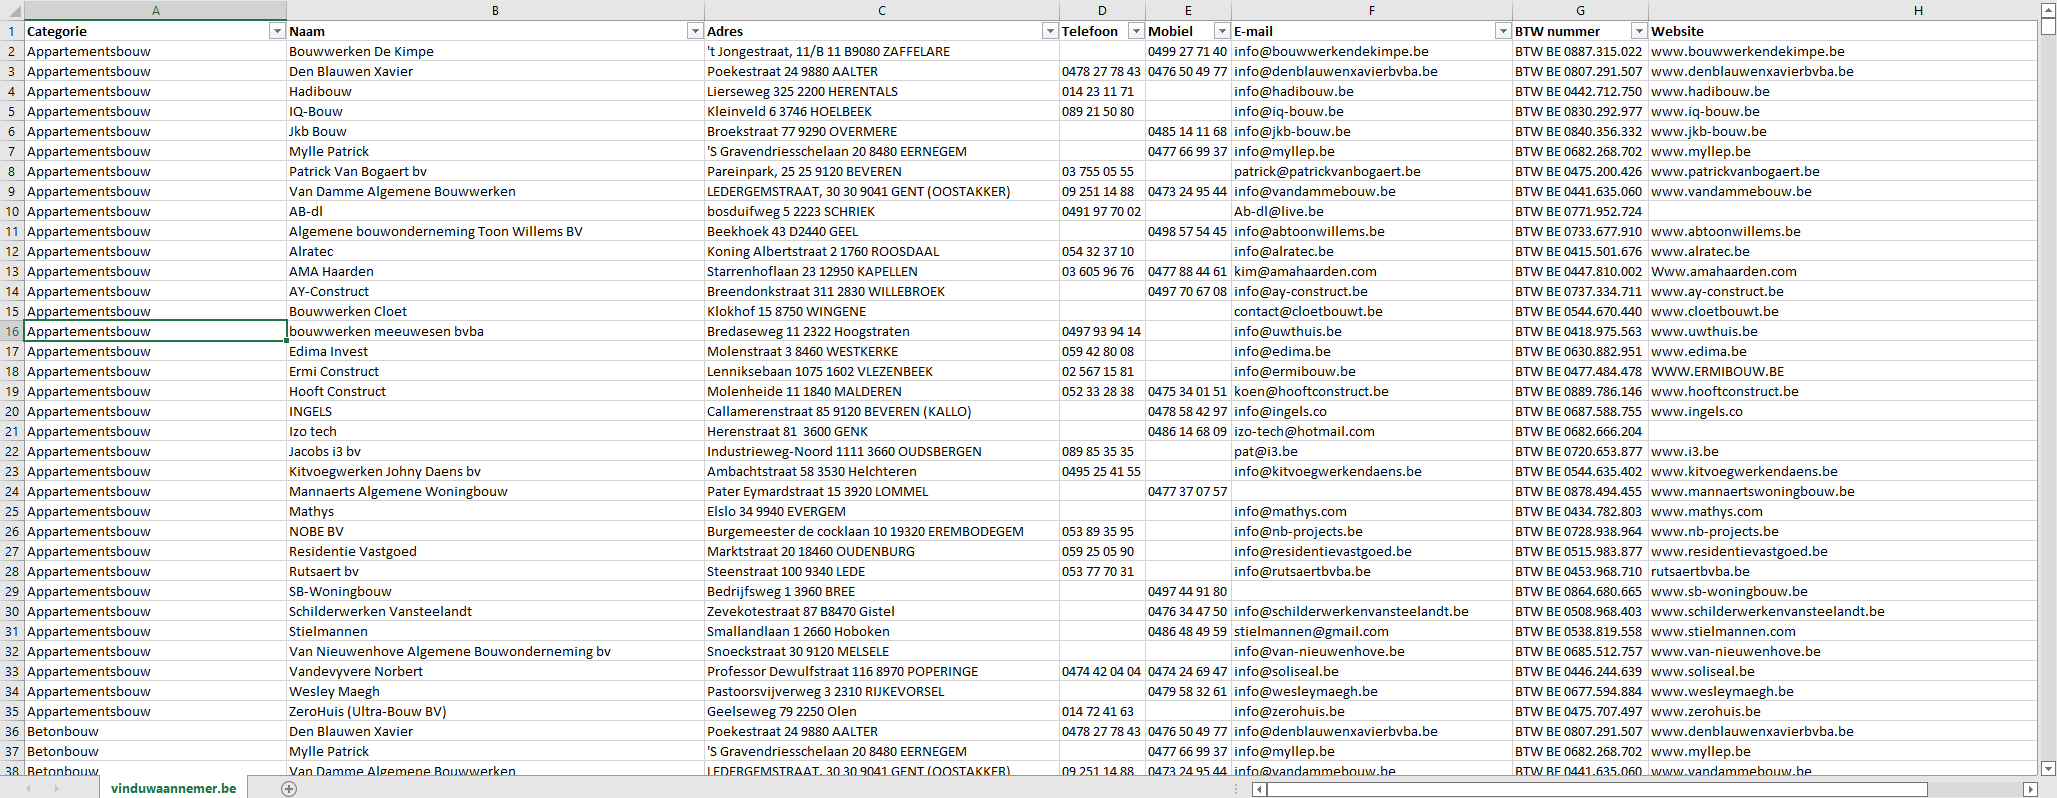 A B C D E F G H
1 Categorie Naam Adres Telefoon Mobiel E-mail BTW nummer Website
2 Appartementsbouw Bouwwerken De Kimpe 't Jongestraat, 11/B 11 B9080 ZAFFELARE 0499 27 71 40 info@bouwwerkendekimpe.be BTW BE 0887.315.022 www.bouwwerkendekimpe.be
3 Appartementsbouw Den Blauwen Xavier Poekestraat 24 9880 AALTER 0478 27 78 43 0476 50 49 77 info@denblauwenxavierbvba.be BTW BE 0807.291.507 www.denblauwenxavierbvba.be
4 Appartementsbouw Hadibouw Lierseweg 325 2200 HERENTALS 014 23 11 71 info@hadibouw.be BTW BE 0442.712.750 www.hadibouw.be
5 Appartementsbouw IQ-Bouw Kleinveld 6 3746 HOELBEEK 089 21 50 80 info@iq-bouw.be BTW BE 0830.292.977 www.iq-bouw.be
6 Appartementsbouw Jkb Bouw Broekstraat 77 9290 OVERMERE 0485 14 11 68 info@jkb-bouw.be BTW BE 0840.356.332 www.jkb-bouw.be
7 Appartementsbouw Mylle Patrick 'S Gravendriesschelaan 20 8480 EERNEGEM 0477 66 99 37 info@myllep.be BTW BE 0682.268.702 www.myllep.be
8 Appartementsbouw Patrick Van Bogaert bv Pareinpark, 25 25 9120 BEVEREN 03 755 05 55 patrick@patrickvanbogaert.be BTW BE 0475.200.426 www.patrickvanbogaert.be
9 Appartementsbouw Van Damme Algemene Bouwwerken LEDERGEMSTRAAT, 30 30 9041 GENT (OOSTAKKER) 09 251 14 88 0473 24 95 44 info@vandammebouw.be BTW BE 0441.635.060 www.vandammebouw.be
10 Appartementsbouw AB-dl bosduifweg 5 2223 SCHRIEK 0491 97 70 02 Ab-dl@live.be BTW BE 0771.952.724
11 Appartementsbouw Algemene bouwonderneming Toon Willems BV Beekhoek 43 D2440 GEEL 0498 57 54 45 info@abtoonwillems.be BTW BE 0733.677.910 www.abtoonwillems.be
12 Appartementsbouw Alratec Koning Albertstraat 2 1760 ROOSDAAL 054 32 37 10 info@alratec.be BTW BE 0415.501.676 www.alratec.be
13 Appartementsbouw AMA Haarden Starrenhoflaan 23 12950 KAPELLEN 03 605 96 76 0477 88 44 61 kim@amahaarden.com BTW BE 0447.810.002 Www.amahaarden.com
14 Appartementsbouw AY-Construct Breendonkstraat 311 2830 WILLEBROEK 0497 70 67 08 info@ay-construct.be BTW BE 0737.334.711 www.ay-construct.be
15 Appartementsbouw Bouwwerken Cloet Klokhof 15 8750 WINGENE contact@cloetbouwt.be BTW BE 0544.670.440 www.cloetbouwt.be
16 Appartementsbouw bouwwerken meeuwesen bvba Bredaseweg 11 2322 Hoogstraten 0497 93 94 14 info@uwthuis.be BTW BE 0418.975.563 www.uwthuis.be
17 Appartementsbouw Edima Invest Molenstraat 3 8460 WESTKERKE 059 42 80 08 info@edima.be BTW BE 0630.882.951 www.edima.be
18 Appartementsbouw Ermi Construct Lenniksebaan 1075 1602 VLEZENBEEK 02 567 15 81 info@ermibouw.be BTW BE 0477.484.478 WWW.ERMIBOUW.BE
19 Appartementsbouw Hooft Construct Molenheide 11 1840 MALDEREN 052 33 28 38 0475 34 01 51 koen@hooftconstruct.be BTW BE 0889.786.146 www.hooftconstruct.be
20 Appartementsbouw INGELS Callamerenstraat 85 9120 BEVEREN (KALLO) 0478 58 42 97 info@ingels.co BTW BE 0687.588.755 www.ingels.co
21 Appartementsbouw Izo tech Herenstraat 81 3600 GENK 0486 14 68 09 izo-tech@hotmail.com BTW BE 0682.666.204
22 Appartementsbouw Jacobs i3 bv Industrieweg-Noord 1111 3660 OUDSBERGEN 089 85 35 35 pat@i3.be BTW BE 0720.653.877 www.i3.be
23 Appartementsbouw Kitvoegwerken Johny Daens bv Ambachtstraat 58 3530 Helchteren 0495 25 41 55 info@kitvoegwerkendaens.be BTW BE 0544.635.402 www.kitvoegwerkendaens.be
24 Appartementsbouw Mannaerts Algemene Woningbouw Pater Eymardstraat 15 3920 LOMMEL 0477 37 07 57 BTW BE 0878.494.455 www.mannaertswoningbouw.be
25 Appartementsbouw Mathys Elslo 34 9940 EVERGEM info@mathys.com BTW BE 0434.782.803 www.mathys.com
26 Appartementsbouw NOBE BV Burgemeester de cocklaan 10 19320 EREMBODEGEM 053 89 35 95 info@nb-projects.be BTW BE 0728.938.964 www.nb-projects.be
27 Appartementsbouw Residentie Vastgoed Marktstraat 20 18460 OUDENBURG 059 25 05 90 info@residentievastgoed.be BTW BE 0515.983.877 www.residentievastgoed.be
28 Appartementsbouw Rutsaert bv Steenstraat 100 9340 LEDE 053 77 70 31 info@rutsaertbvba.be BTW BE 0453.968.710 rutsaertbvba.be
29 Appartementsbouw SB-Woningbouw Bedrijfsweg 1 3960 BREE 0497 44 91 80 BTW BE 0864.680.665 www.sb-woningbouw.be
30 Appartementsbouw Schilderwerken Vansteelandt Zevekotestraat 87 B8470 Gistel 0476 34 47 50 info@schilderwerkenvansteelandt.be BTW BE 0508.968.403 www.schilderwerkenvansteelandt.be
31 Appartementsbouw Stielmannen Smallandlaan 1 2660 Hoboken 0486 48 49 59 stielmannen@gmail.com BTW BE 0538.819.558 www.stielmannen.com
32 Appartementsbouw Van Nieuwenhove Algemene Bouwonderneming bv Snoeckstraat 30 9120 MELSELE info@van-nieuwenhove.be BTW BE 0685.512.757 www.van-nieuwenhove.be
33 Appartementsbouw Vandevyvere Norbert Professor Dewulfstraat 116 8970 POPERINGE 0474 42 04 04 0474 24 69 47 info@soliseal.be BTW BE 0446.244.639 www.soliseal.be
34 Appartementsbouw Wesley Maegh Pastoorsvijverweg 3 2310 RIJKEVORSEL 0479 58 32 61 info@wesleymaegh.be BTW BE 0677.594.884 www.wesleymaegh.be
35 Appartementsbouw ZeroHuis (Ultra-Bouw BV) Geelseweg 79 2250 Olen 014 72 41 63 info@zerohuis.be BTW BE 0475.707.497 www.zerohuis.be
36 Betonbouw Den Blauwen Xavier Poekestraat 24 9880 AALTER 0478 27 78 43 0476 50 49 77 info@denblauwenxavierbvba.be BTW BE 0807.291.507 www.denblauwenxavierbvba.be
37 Betonbouw Mylle Patrick 'S Gravendriesschelaan 20 8480 EERNEGEM 0477 66 99 37 info@myllep.be BTW BE 0682.268.702 www.myllep.be
38 Betonbouw Van Damme Algemene Bouwwerken LEDERGEMSTRAAT, 30 30 9041 GENT (OOSTAKKER) 09 251 14 88 0473 24 95 44 info@vandammebouw.be BTW BE 0441.635.060 www.vandammebouw.be
vinduwaannemer.be